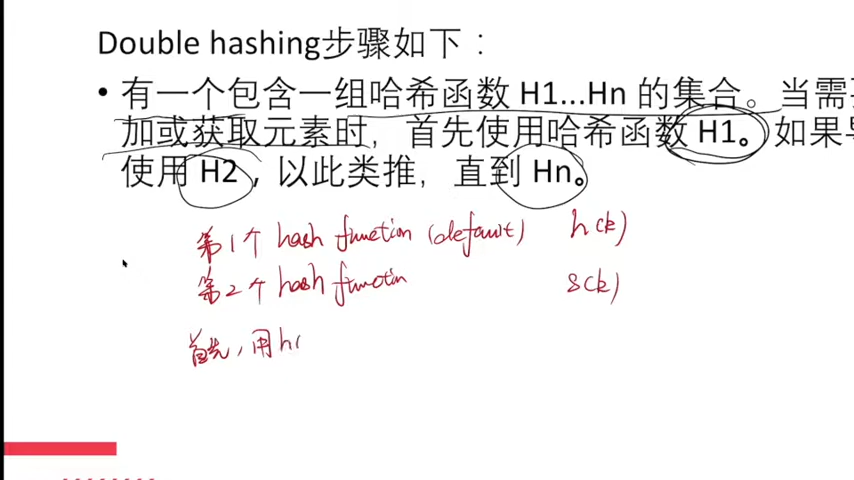 Double hashing步骤如下：
• 有一个包含一组哈希函数 H1...Hn 的集合。当需
加或获取元素时，首先使用哈希函数 H1。如果
使用 H2，以此类推，直到 Hn。
第1个 hash function (default) h(k)
第2个 hash function s(k)
首先，用h(